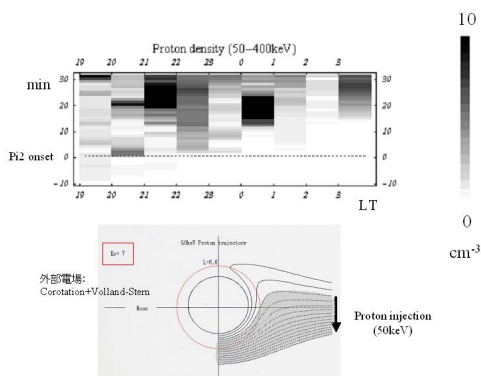 10
Proton density (50–400keV)
19 20 21 22 23 0 1 2 3
min
30 30
20 20
10 10
Pi2 onset 0 0
-10 -10
19 20 21 22 23 0 1 2 3
LT
0
cm-3
50keV Proton trajectory
Kp= 7
L=6.6
外部電場:
Corotation+Volland-Stern
Noon
Proton injection
(50keV)